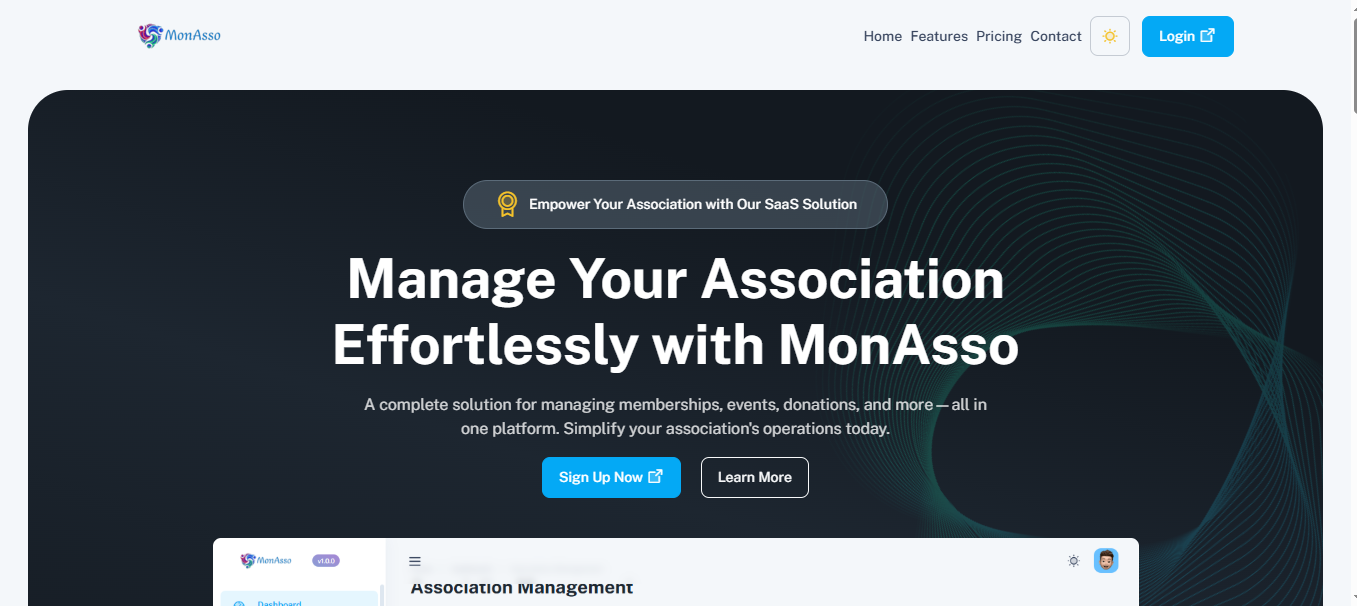 MonAsso
Home Features Pricing Contact
Login
Empower Your Association with Our SaaS Solution
Manage Your Association
Effortlessly with MonAsso
A complete solution for managing memberships, events, donations, and more—all in
one platform. Simplify your association's operations today.
Sign Up Now
Learn More
MonAsso
v1.0.0
Association Management
Dashboard